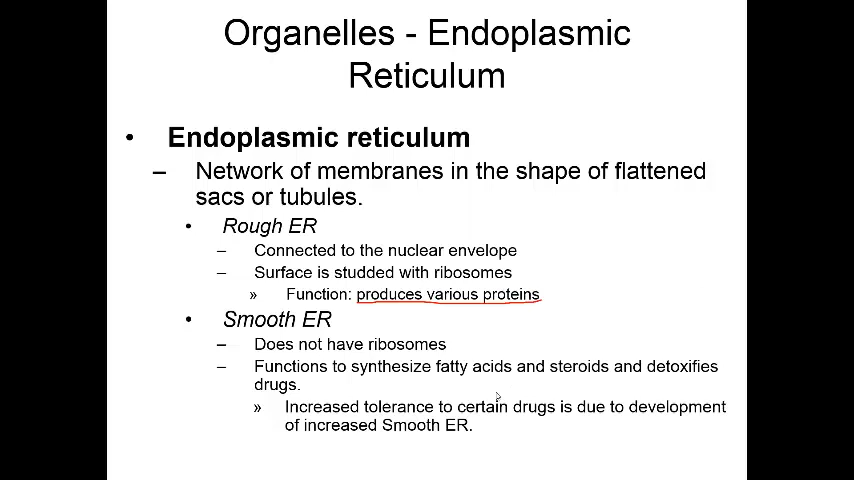 Organelles - Endoplasmic
Reticulum
• Endoplasmic reticulum
– Network of membranes in the shape of flattened
sacs or tubules.
• Rough ER
– Connected to the nuclear envelope
– Surface is studded with ribosomes
» Function: produces various proteins
• Smooth ER
– Does not have ribosomes
– Functions to synthesize fatty acids and steroids and detoxifies
drugs.
» Increased tolerance to certain drugs is due to development
of increased Smooth ER.